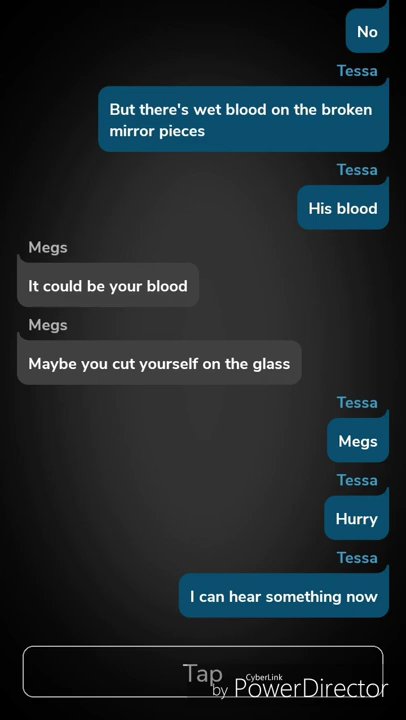 No
Tessa
But there's wet blood on the broken
mirror pieces
Tessa
His blood
Megs
It could be your blood
Megs
Maybe you cut yourself on the glass
Tessa
Megs
Tessa
Hurry
Tessa
I can hear something now
Tap
by CyberLink PowerDirector